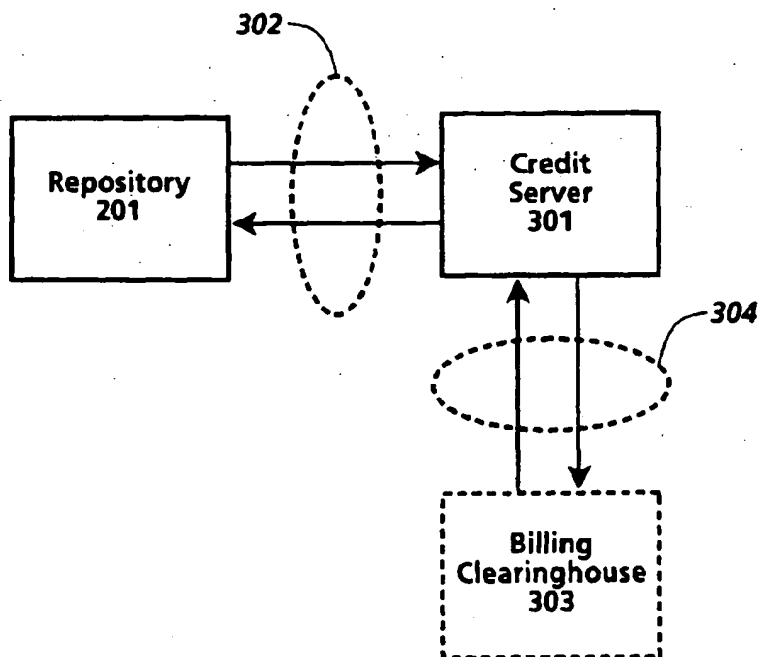 302
Repository
201
Credit
Server
301
304
Billing
Clearinghouse
303